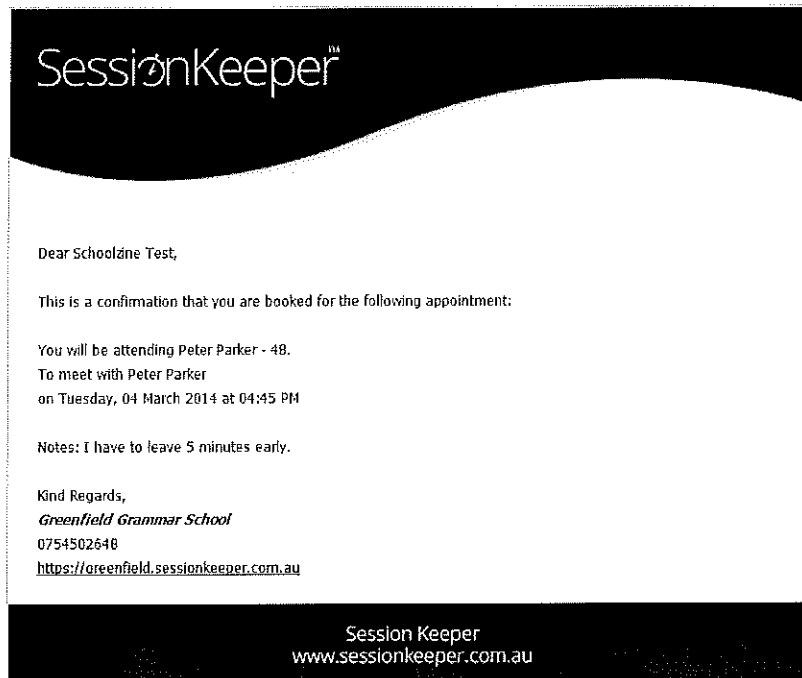 SessionKeeper™
Dear Schoolzine Test,
This is a confirmation that you are booked for the following appointment:
You will be attending Peter Parker - 4B.
To meet with Peter Parker
on Tuesday, 04 March 2014 at 04:45 PM
Notes: I have to leave 5 minutes early.
Kind Regards,
Greenfield Grammar School
0754502648
https://greenfield.sessionkeeper.com.au
Session Keeper
www.sessionkeeper.com.au